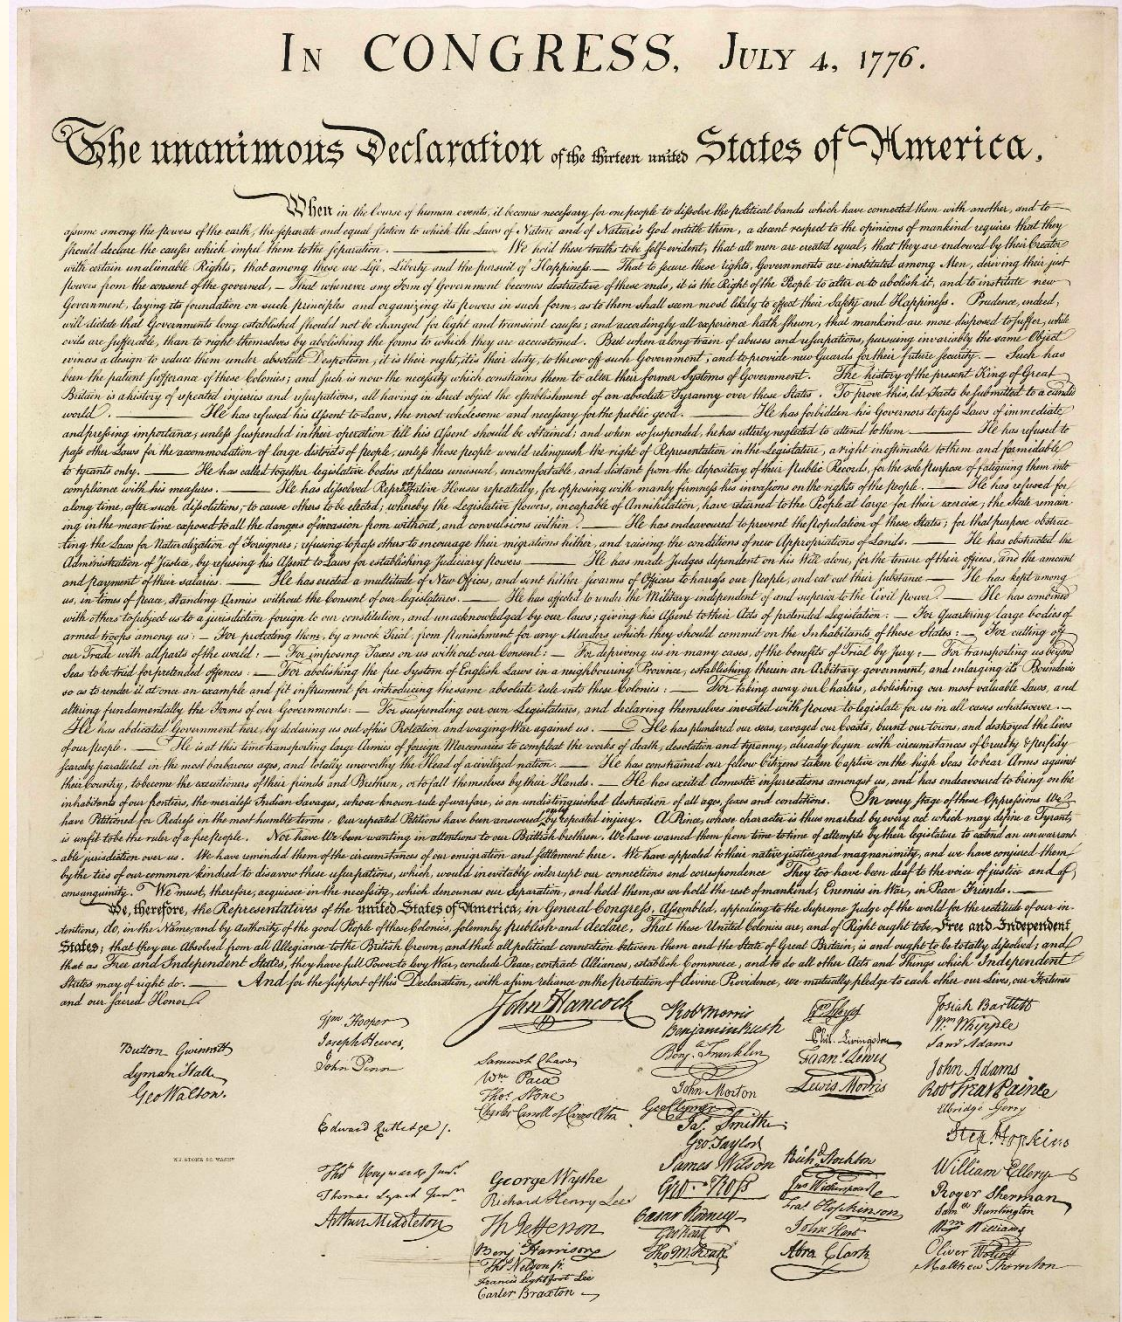 IN CONGRESS, JULY 4, 1776.
The unanimous Declaration of the thirteen united States of America,
When in the Course of human events, it becomes necessary for one people to dissolve the political bands which have connected them with another, and to
assume among the powers of the earth, the separate and equal station to which the Laws of Nature and of Nature's God entitle them, a decent respect to the opinions of mankind requires that they
should declare the causes which impel them to the separation. ——— We hold these truths to be self-evident, that all men are created equal, that they are endowed by their Creator
with certain unalienable Rights, that among these are Life, Liberty and the pursuit of Happiness.— That to secure these rights, Governments are instituted among Men, deriving their just
powers from the consent of the governed,— That whenever any Form of Government becomes destructive of these ends, it is the Right of the People to alter or to abolish it, and to institute new
Government, laying its foundation on such principles and organizing its powers in such form, as to them shall seem most likely to effect their Safety and Happiness. Prudence, indeed,
will dictate that Governments long established should not be changed for light and transient causes; and accordingly all experience hath shewn, that mankind are more disposed to suffer, while
evils are sufferable, than to right themselves by abolishing the forms to which they are accustomed. But when a long train of abuses and usurpations, pursuing invariably the same Object
evinces a design to reduce them under absolute Despotism, it is their right, it is their duty, to throw off such Government, and to provide new Guards for their future security.— Such has
been the patient sufferance of these Colonies; and such is now the necessity which constrains them to alter their former Systems of Government. The history of the present King of Great
Britain is a history of repeated injuries and usurpations, all having in direct object the establishment of an absolute Tyranny over these States. To prove this, let Facts be submitted to a candid
world. ——— He has refused his Assent to Laws, the most wholesome and necessary for the public good. ——— He has forbidden his Governors to pass Laws of immediate
and pressing importance, unless suspended in their operation till his Assent should be obtained; and when so suspended, he has utterly neglected to attend to them. ——— He has refused to
pass other Laws for the accommodation of large districts of people, unless those people would relinquish the right of Representation in the Legislature, a right inestimable to them and formidable
to tyrants only. ——— He has called together legislative bodies at places unusual, uncomfortable, and distant from the depository of their Public Records, for the sole purpose of fatiguing them into
compliance with his measures. ——— He has dissolved Representative Houses repeatedly, for opposing with manly firmness his invasions on the rights of the people. ——— He has refused for
a long time, after such dissolutions, to cause others to be elected; whereby the Legislative powers, incapable of Annihilation, have returned to the People at large for their exercise; the State remain-
ing in the mean time exposed to all the dangers of invasion from without, and convulsions within. ——— He has endeavoured to prevent the population of these States; for that purpose obstruc-
ting the Laws for Naturalization of Foreigners; refusing to pass others to encourage their migrations hither, and raising the conditions of new Appropriations of Lands. ——— He has obstructed the
Administration of Justice, by refusing his Assent to Laws for establishing Judiciary powers. ——— He has made Judges dependent on his Will alone, for the tenure of their offices, and the amount
and payment of their salaries. ——— He has erected a multitude of New Offices, and sent hither swarms of Officers to harrass our people, and eat out their substance. ——— He has kept among
us, in times of peace, Standing Armies without the Consent of our legislatures. ——— He has affected to render the Military independent of and superior to the Civil power. ——— He has combined
with others to subject us to a jurisdiction foreign to our constitution, and unacknowledged by our laws; giving his Assent to their Acts of pretended Legislation:— For Quartering large bodies of
armed troops among us:— For protecting them, by a mock Trial, from punishment for any Murders which they should commit on the Inhabitants of these States:— For cutting off
our Trade with all parts of the world:— For imposing Taxes on us without our Consent:— For depriving us in many cases, of the benefits of Trial by Jury:— For transporting us beyond
Seas to be tried for pretended offences:— For abolishing the free System of English Laws in a neighbouring Province, establishing therein an Arbitrary government, and enlarging its Boundaries
so as to render it at once an example and fit instrument for introducing the same absolute rule into these Colonies:— For taking away our Charters, abolishing our most valuable Laws, and
altering fundamentally the Forms of our Governments:— For suspending our own Legislatures, and declaring themselves invested with power to legislate for us in all cases whatsoever.—
He has abdicated Government here, by declaring us out of his Protection and waging War against us.— He has plundered our seas, ravaged our Coasts, burnt our towns, and destroyed the lives
of our people.— He is at this time transporting large Armies of foreign Mercenaries to compleat the works of death, desolation and tyranny, already begun with circumstances of Cruelty & perfidy
scarcely paralleled in the most barbarous ages, and totally unworthy the Head of a civilized nation.— He has constrained our fellow Citizens taken Captive on the high Seas to bear Arms against
their Country, to become the executioners of their friends and Brethren, or to fall themselves by their Hands.— He has excited domestic insurrections amongst us, and has endeavoured to bring on the
inhabitants of our frontiers, the merciless Indian Savages, whose known rule of warfare, is an undistinguished destruction of all ages, sexes and conditions. In every stage of these Oppressions We
have Petitioned for Redress in the most humble terms: Our repeated Petitions have been answered only by repeated injury. A Prince, whose character is thus marked by every act which may define a Tyrant,
is unfit to be the ruler of a free people. Nor have We been wanting in attentions to our Brittish brethren. We have warned them from time to time of attempts by their legislature to extend an unwarrant-
able jurisdiction over us. We have reminded them of the circumstances of our emigration and settlement here. We have appealed to their native justice and magnanimity, and we have conjured them
by the ties of our common kindred to disavow these usurpations, which, would inevitably interrupt our connections and correspondence. They too have been deaf to the voice of justice and of
consanguinity. We must, therefore, acquiesce in the necessity, which denounces our Separation, and hold them, as we hold the rest of mankind, Enemies in War, in Peace Friends.—
We, therefore, the Representatives of the united States of America, in General Congress, Assembled, appealing to the Supreme Judge of the world for the rectitude of our in-
tentions, do, in the Name, and by Authority of the good People of these Colonies, solemnly publish and declare, That these United Colonies are, and of Right ought to be Free and Independent
States; that they are Absolved from all Allegiance to the British Crown, and that all political connection between them and the State of Great Britain, is and ought to be totally dissolved; and
that as Free and Independent States, they have full Power to levy War, conclude Peace, contract Alliances, establish Commerce, and to do all other Acts and Things which Independent
States may of right do. ——— And for the support of this Declaration, with a firm reliance on the protection of divine Providence, we mutually pledge to each other our Lives, our Fortunes
and our sacred Honor.
Button Gwinnett
Lyman Hall
Geo Walton.
Wm Hooper
Joseph Hewes,
John Penn
Edward Rutledge /.
Thos Heyward Junr.
Thomas Lynch Junr.
Arthur Middleton
John Hancock
Samuel Chase
Wm. Paca
Thos. Stone
Charles Carroll of Carrollton
George Wythe
Richard Henry Lee
Th Jefferson
Benj Harrison
Thos Nelson jr.
Francis Lightfoot Lee
Carter Braxton
Robt Morris
Benjamin Rush
Benj. Franklin
John Morton
Geo Clymer
Jas. Smith.
Geo. Taylor
James Wilson
Geo. Ross
Caesar Rodney
Geo Read
Tho M:Kean
Phil. Livingston
Frans. Lewis
Lewis Morris
Richd. Stockton
Jno Witherspoon
Fras. Hopkinson
John Hart
Abra Clark
Josiah Bartlett
Wm. Whipple
Saml Adams
John Adams
Robt Treat Paine
Elbridge Gerry
Step. Hopkins
William Ellery
Roger Sherman
Saml Huntington
Wm Williams
Oliver Wolcott
Matthew Thornton